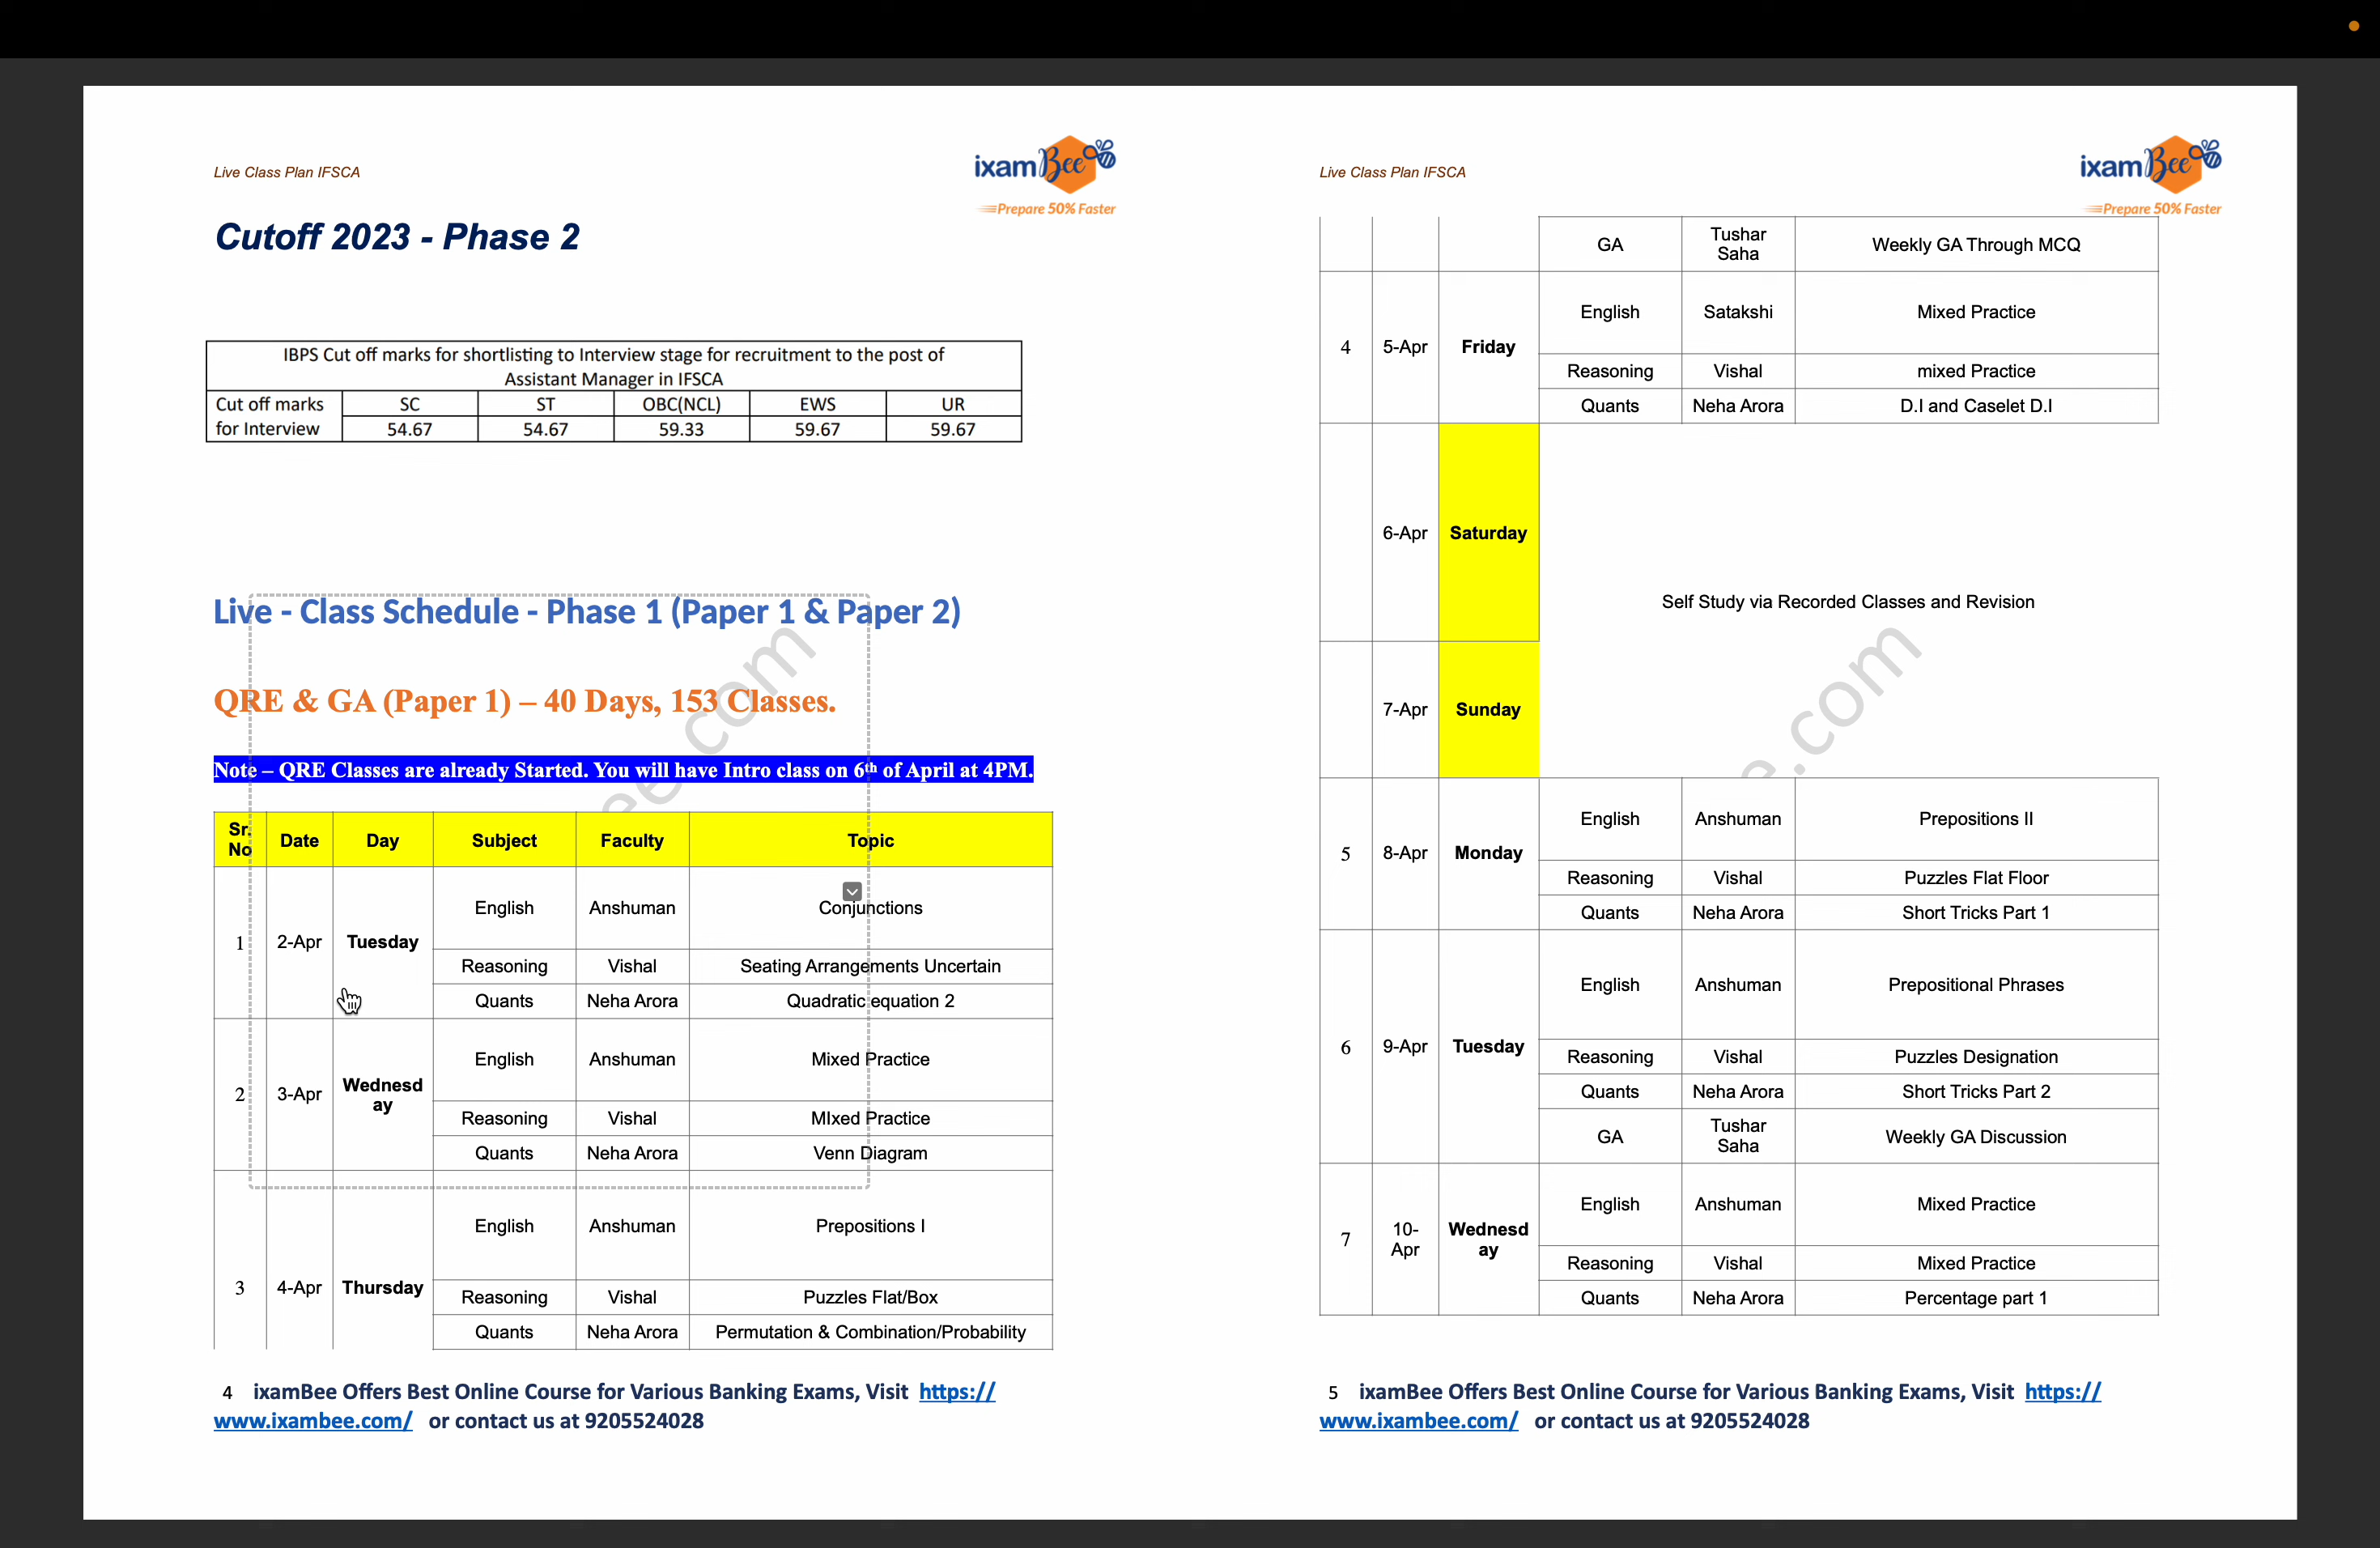 Live Class Plan IFSCA
ixamBee
Prepare 50% Faster
Cutoff 2023 - Phase 2
IBPS Cut off marks for shortlisting to Interview stage for recruitment to the post of
Assistant Manager in IFSCA
Cut off marks for Interview SC ST OBC(NCL) EWS UR
54.67 54.67 59.33 59.67 59.67
Live - Class Schedule - Phase 1 (Paper 1 & Paper 2)
QRE & GA (Paper 1) – 40 Days, 153 Classes.
Note – QRE Classes are already Started. You will have Intro class on 6th of April at 4PM.
Sr. No Date Day Subject Faculty Topic
1 2-Apr Tuesday English Anshuman Conjunctions
Reasoning Vishal Seating Arrangements Uncertain
Quants Neha Arora Quadratic equation 2
2 3-Apr Wednesd
ay English Anshuman Mixed Practice
Reasoning Vishal MIxed Practice
Quants Neha Arora Venn Diagram
3 4-Apr Thursday English Anshuman Prepositions I
Reasoning Vishal Puzzles Flat/Box
Quants Neha Arora Permutation & Combination/Probability
4 ixamBee Offers Best Online Course for Various Banking Exams, Visit https://
www.ixambee.com/ or contact us at 9205524028
ee.com
Live Class Plan IFSCA
ixamBee
Prepare 50% Faster
GA Tushar Saha Weekly GA Through MCQ
4 5-Apr Friday English Satakshi Mixed Practice
Reasoning Vishal mixed Practice
Quants Neha Arora D.I and Caselet D.I
6-Apr Saturday
Self Study via Recorded Classes and Revision
7-Apr Sunday
5 8-Apr Monday English Anshuman Prepositions II
Reasoning Vishal Puzzles Flat Floor
Quants Neha Arora Short Tricks Part 1
6 9-Apr Tuesday English Anshuman Prepositional Phrases
Reasoning Vishal Puzzles Designation
Quants Neha Arora Short Tricks Part 2
GA Tushar Saha Weekly GA Discussion
7 10-
Apr Wednesd
ay English Anshuman Mixed Practice
Reasoning Vishal Mixed Practice
Quants Neha Arora Percentage part 1
5 ixamBee Offers Best Online Course for Various Banking Exams, Visit https://
www.ixambee.com/ or contact us at 9205524028
e.com